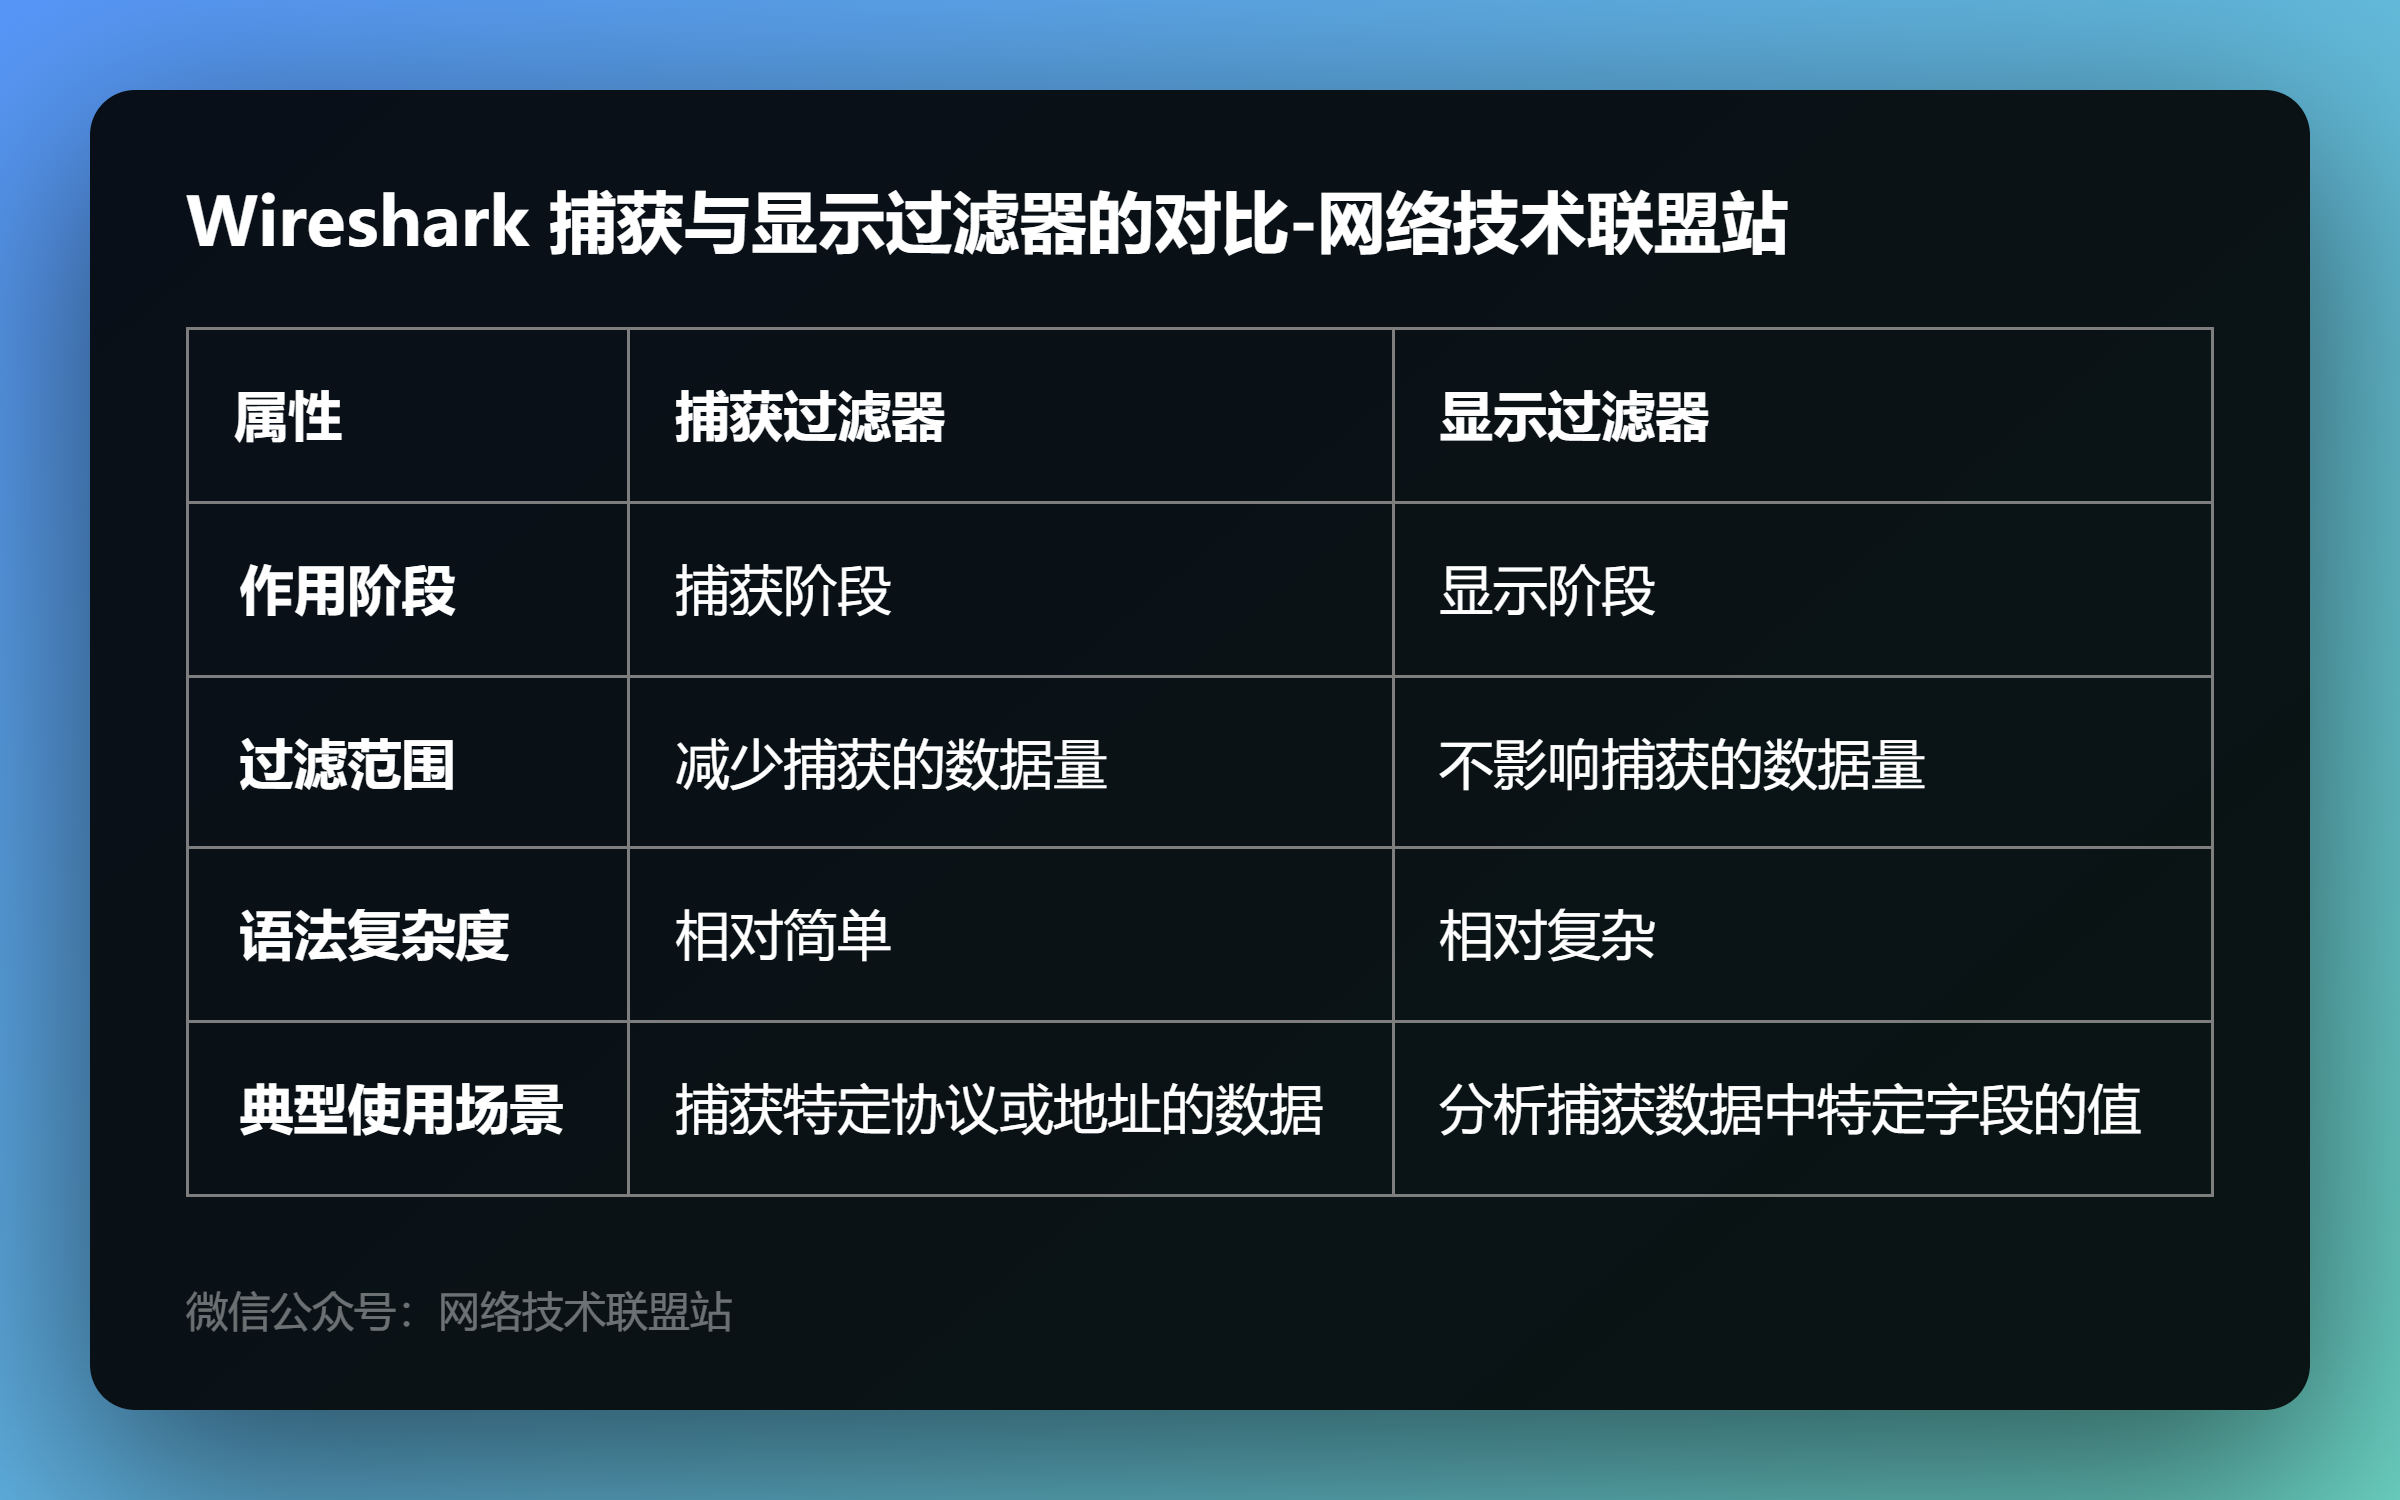 Wireshark 捕获与显示过滤器的对比-网络技术联盟站
属性 捕获过滤器 显示过滤器
作用阶段 捕获阶段 显示阶段
过滤范围 减少捕获的数据量 不影响捕获的数据量
语法复杂度 相对简单 相对复杂
典型使用场景 捕获特定协议或地址的数据 分析捕获数据中特定字段的值
微信公众号：网络技术联盟站